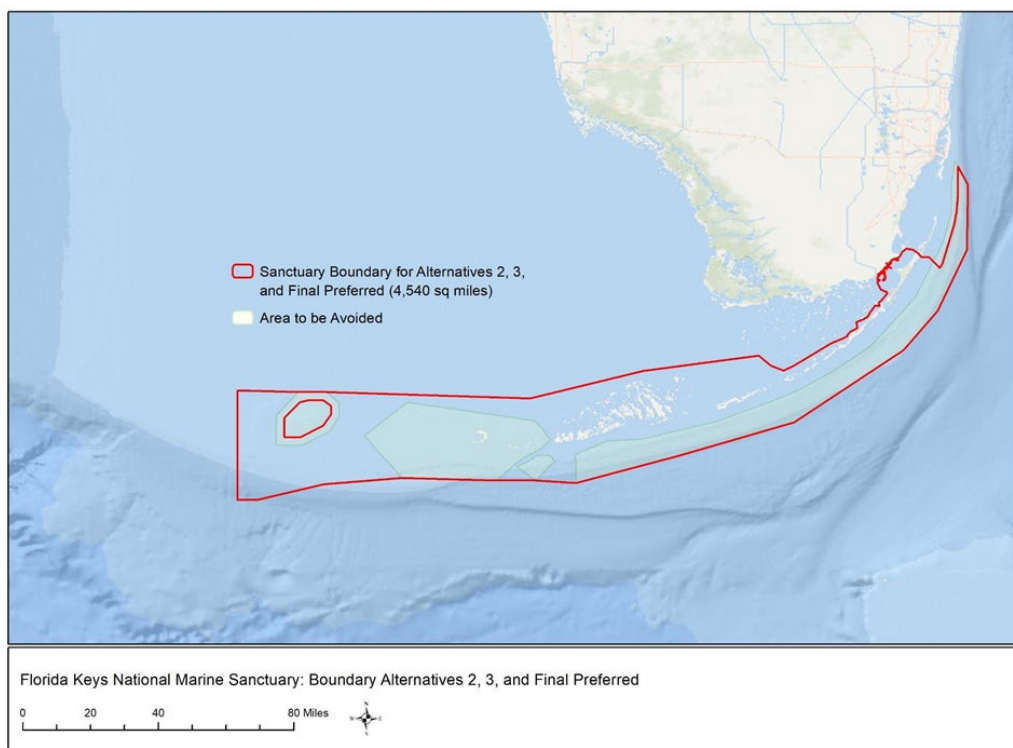 Sanctuary Boundary for Alternatives 2, 3,
and Final Preferred (4,540 sq miles)
Area to be Avoided
Florida Keys National Marine Sanctuary: Boundary Alternatives 2, 3, and Final Preferred
0 20 40 80 Miles
N
W E
S